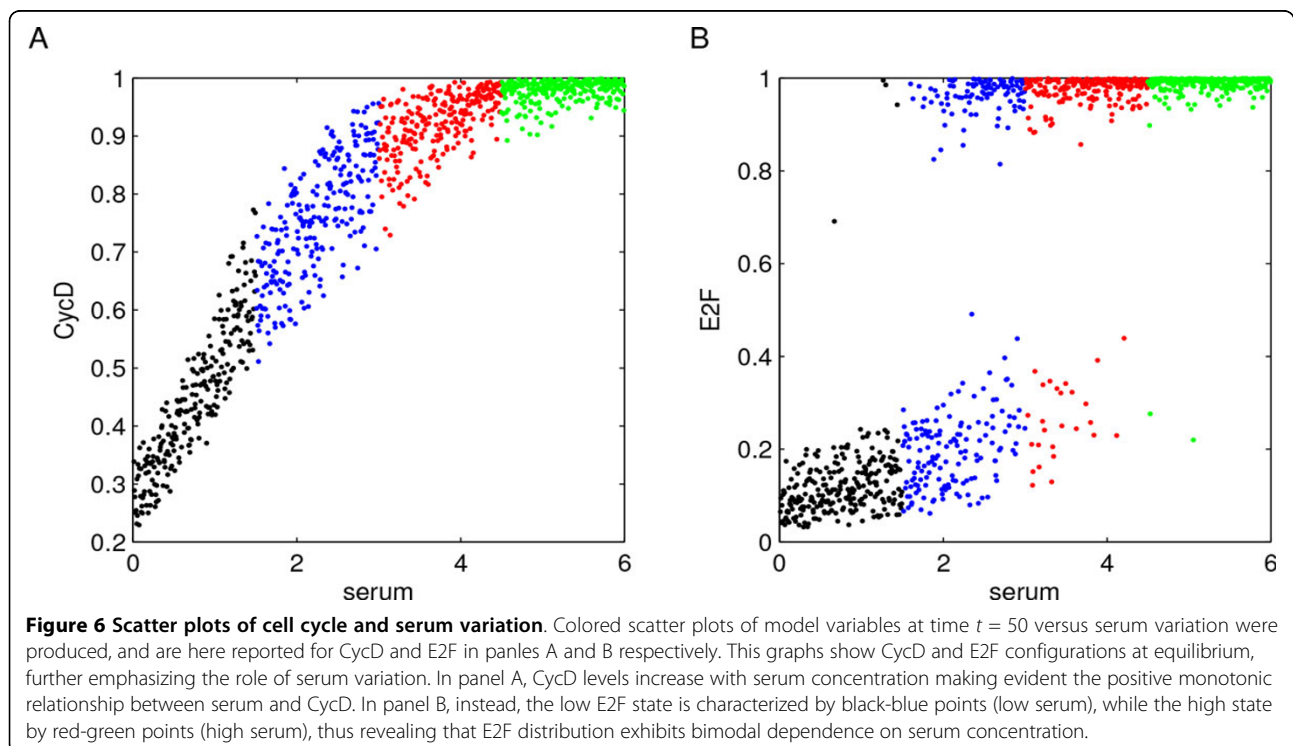 A
B
1
0.9
0.8
0.7
0.6
0.5
0.4
0.3
0.2
CycD
0
2
4
6
serum
1
0.8
0.6
0.4
0.2
0
E2F
0
2
4
6
serum
Figure 6 Scatter plots of cell cycle and serum variation. Colored scatter plots of model variables at time t = 50 versus serum variation were
produced, and are here reported for CycD and E2F in panles A and B respectively. This graphs show CycD and E2F configurations at equilibrium,
further emphasizing the role of serum variation. In panel A, CycD levels increase with serum concentration making evident the positive monotonic
relationship between serum and CycD. In panel B, instead, the low E2F state is characterized by black-blue points (low serum), while the high state
by red-green points (high serum), thus revealing that E2F distribution exhibits bimodal dependence on serum concentration.